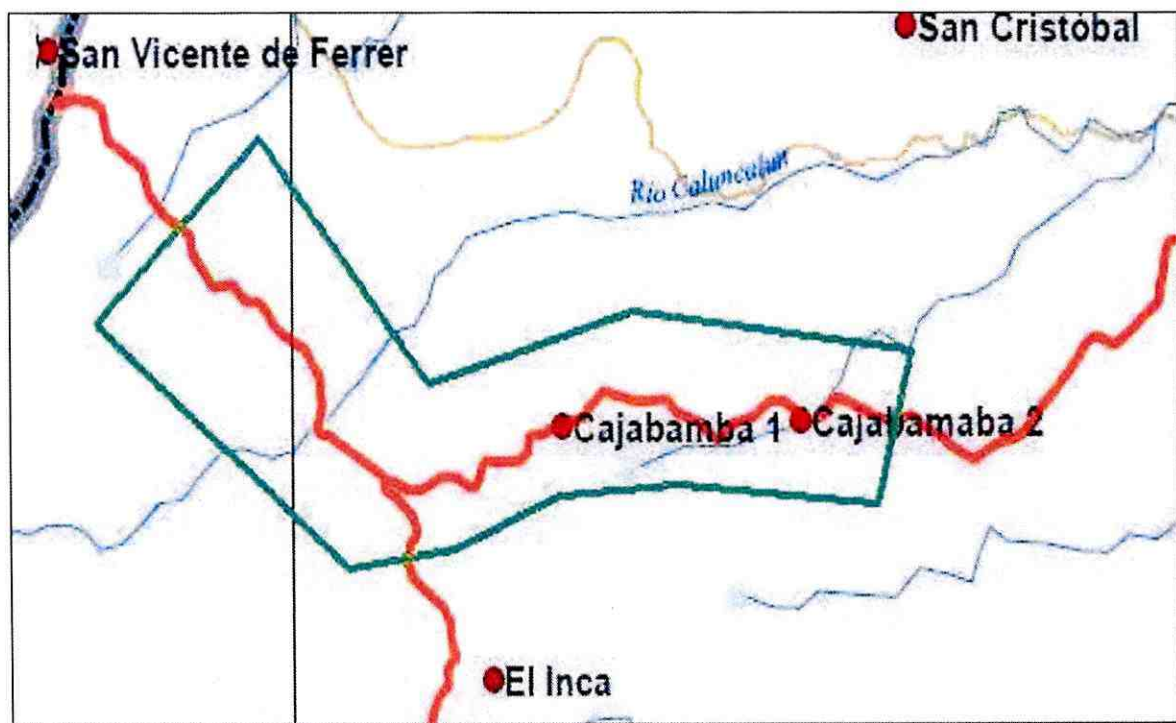 San Cristóbal
San Vicente de Ferrer
Río Caluncalun
Cajabamba 1
Cajabamaba 2
El Inca